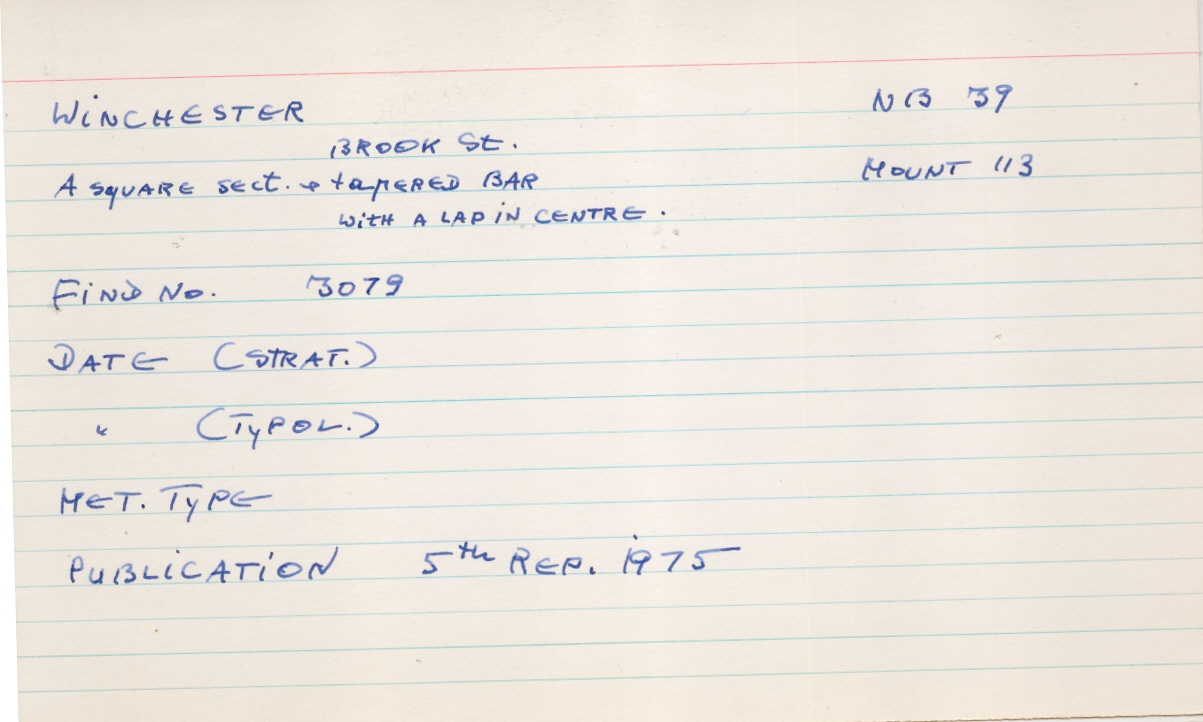 WINCHESTER NB 39
BROOK St.
A SQUARE SECT. & tAPERED BAR MOUNT 113
WITH A LAP IN CENTRE.
FIND No. 3079
DATE (STRAT.)
" (TYPOL.)
MET. TYPE
PUBLICATION 5th REP. 1975